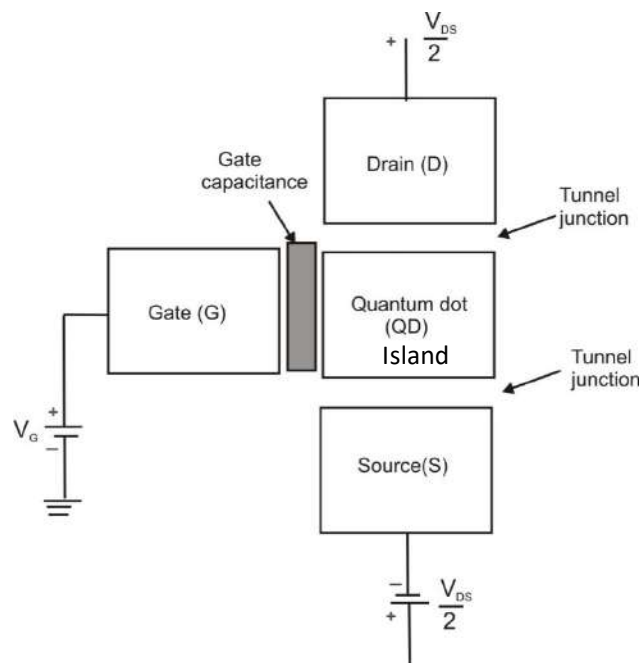 + V_DS
2
Drain (D)
Gate
capacitance
Tunnel
junction
Gate (G)
Quantum dot
(QD)
Island
Tunnel
junction
+
V_G
−
Source(S)
−
+
V_DS
2